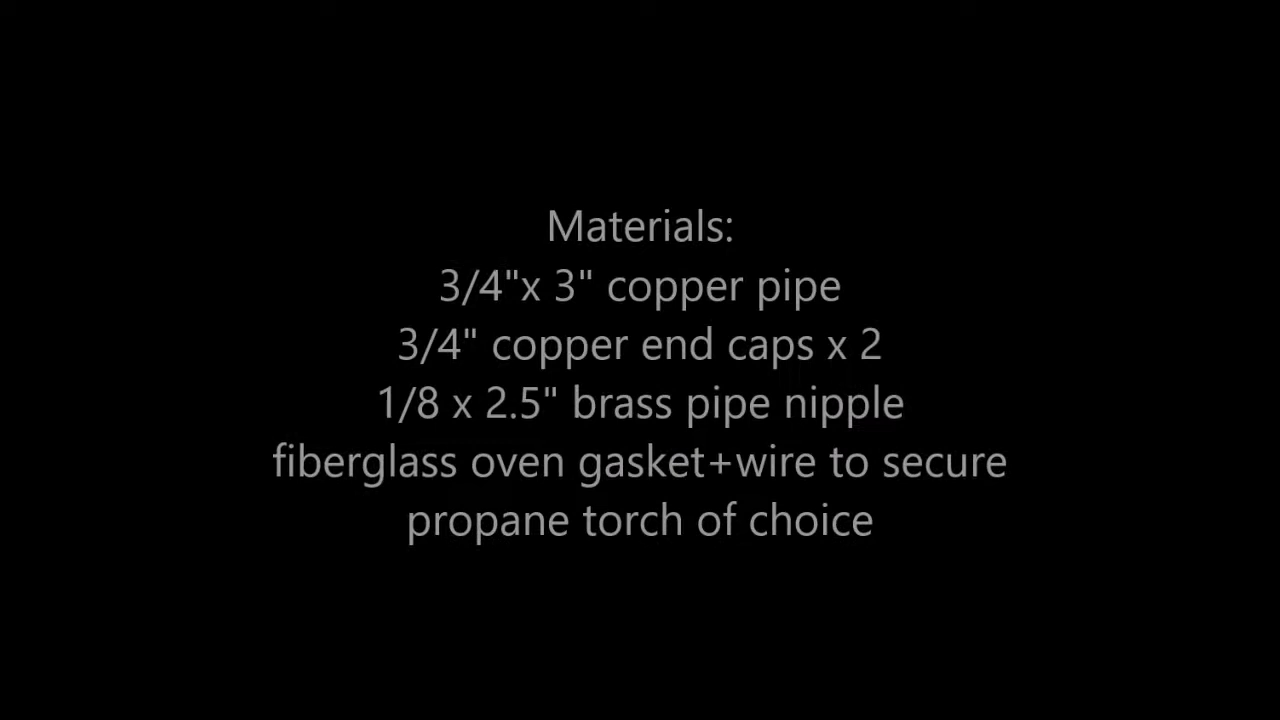 Materials:
3/4"x 3" copper pipe
3/4" copper end caps x 2
1/8 x 2.5" brass pipe nipple
fiberglass oven gasket+wire to secure
propane torch of choice